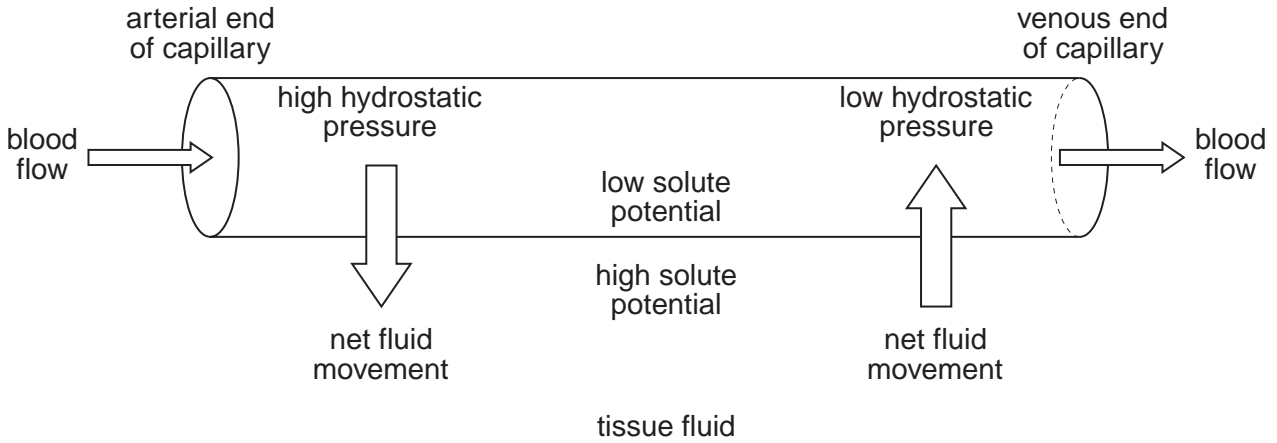 arterial end
of capillary
venous end
of capillary
high hydrostatic
pressure
low hydrostatic
pressure
blood
flow
blood
flow
low solute
potential
high solute
potential
net fluid
movement
net fluid
movement
tissue fluid